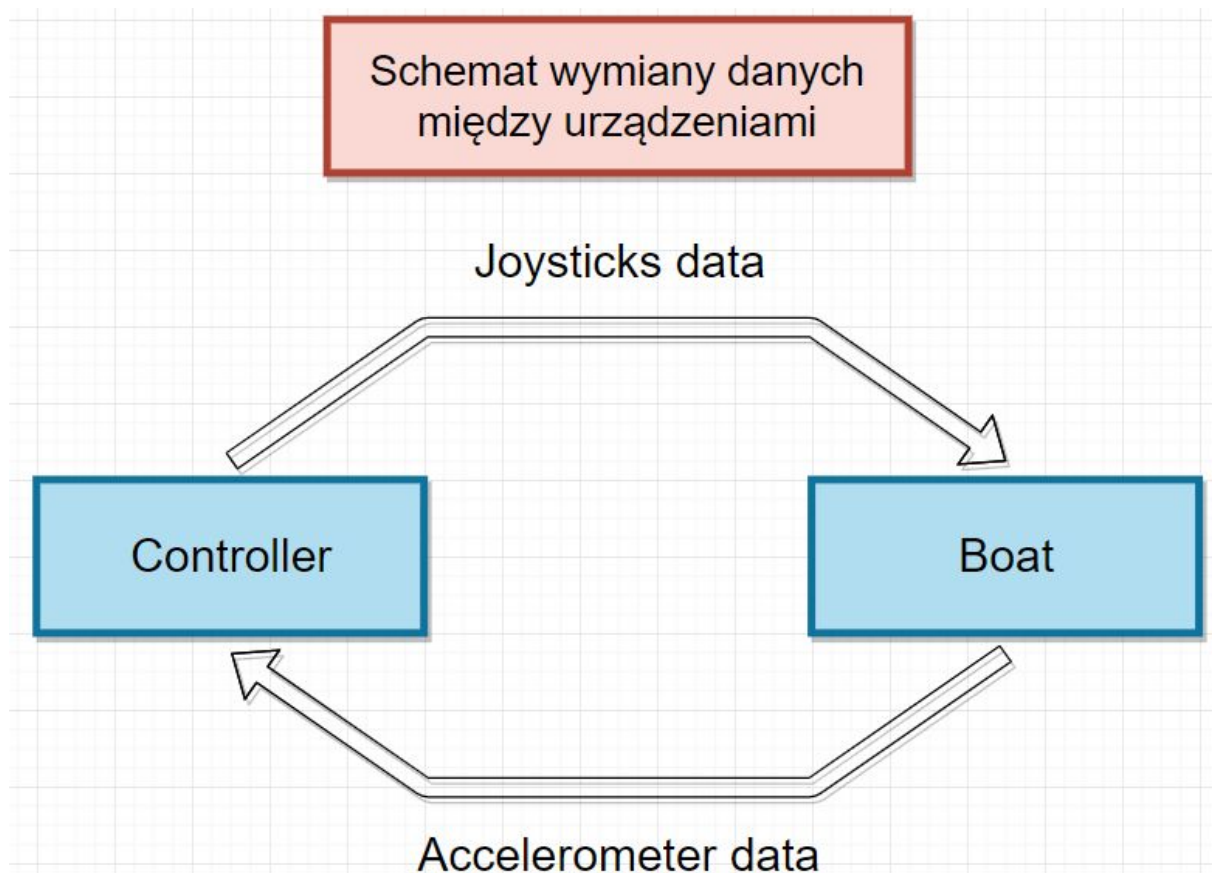 Schemat wymiany danych
między urządzeniami
Joysticks data
Controller
Boat
Accelerometer data